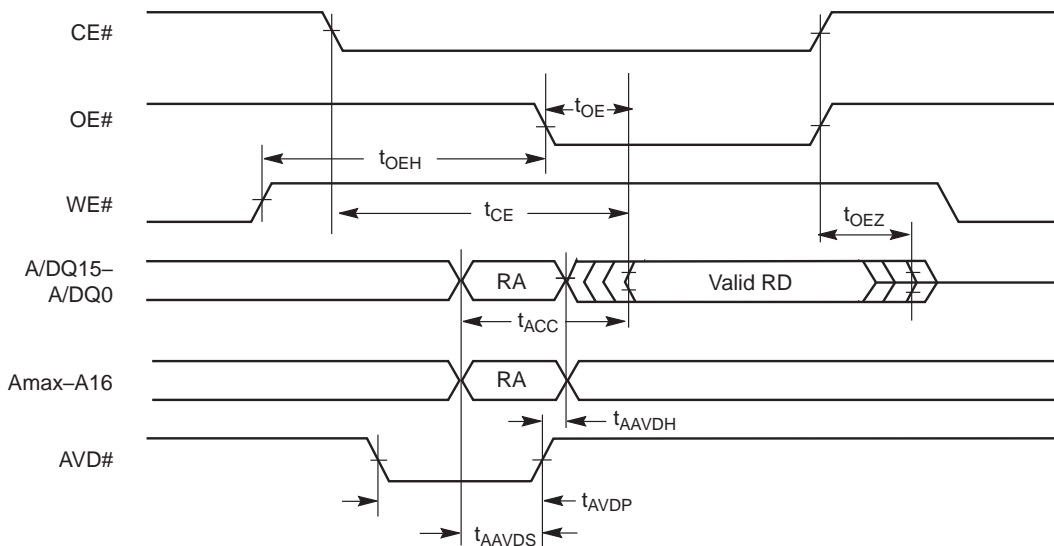 CE#
OE#
tOE
tOEH
WE#
tCE
tOEZ
A/DQ15–
A/DQ0
RA
Valid RD
tACC
Amax–A16
RA
tAAVDH
AVD#
tAVDP
tAAVDS